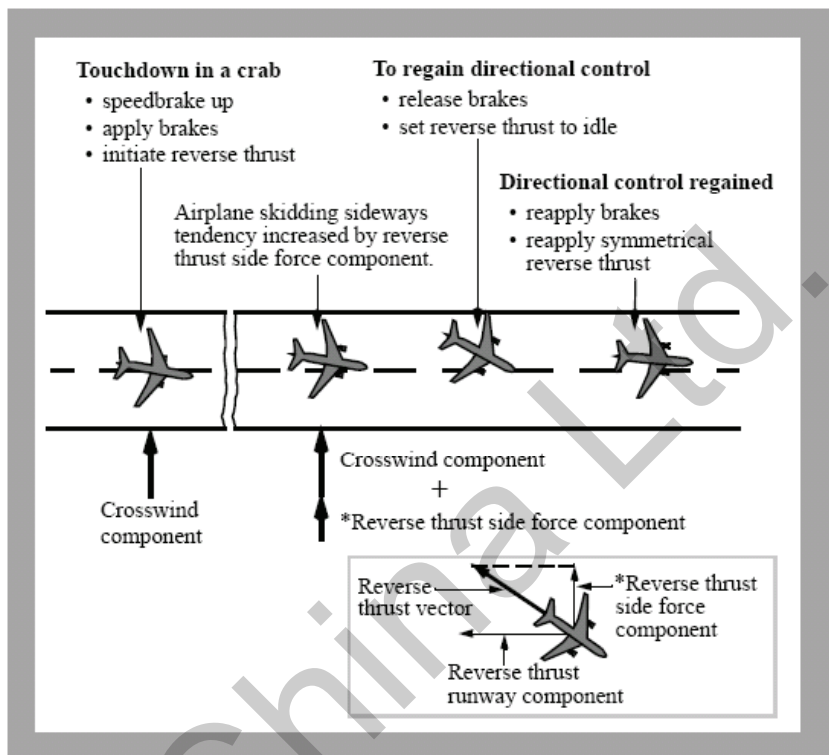 Touchdown in a crab
• speedbrake up
• apply brakes
• initiate reverse thrust
To regain directional control
• release brakes
• set reverse thrust to idle
Airplane skidding sideways
tendency increased by reverse
thrust side force component.
Directional control regained
• reapply brakes
• reapply symmetrical
reverse thrust
Crosswind
component
Crosswind component
+
*Reverse thrust side force component
Reverse
thrust vector
*Reverse thrust
side force
component
Reverse thrust
runway component
China Ltd.